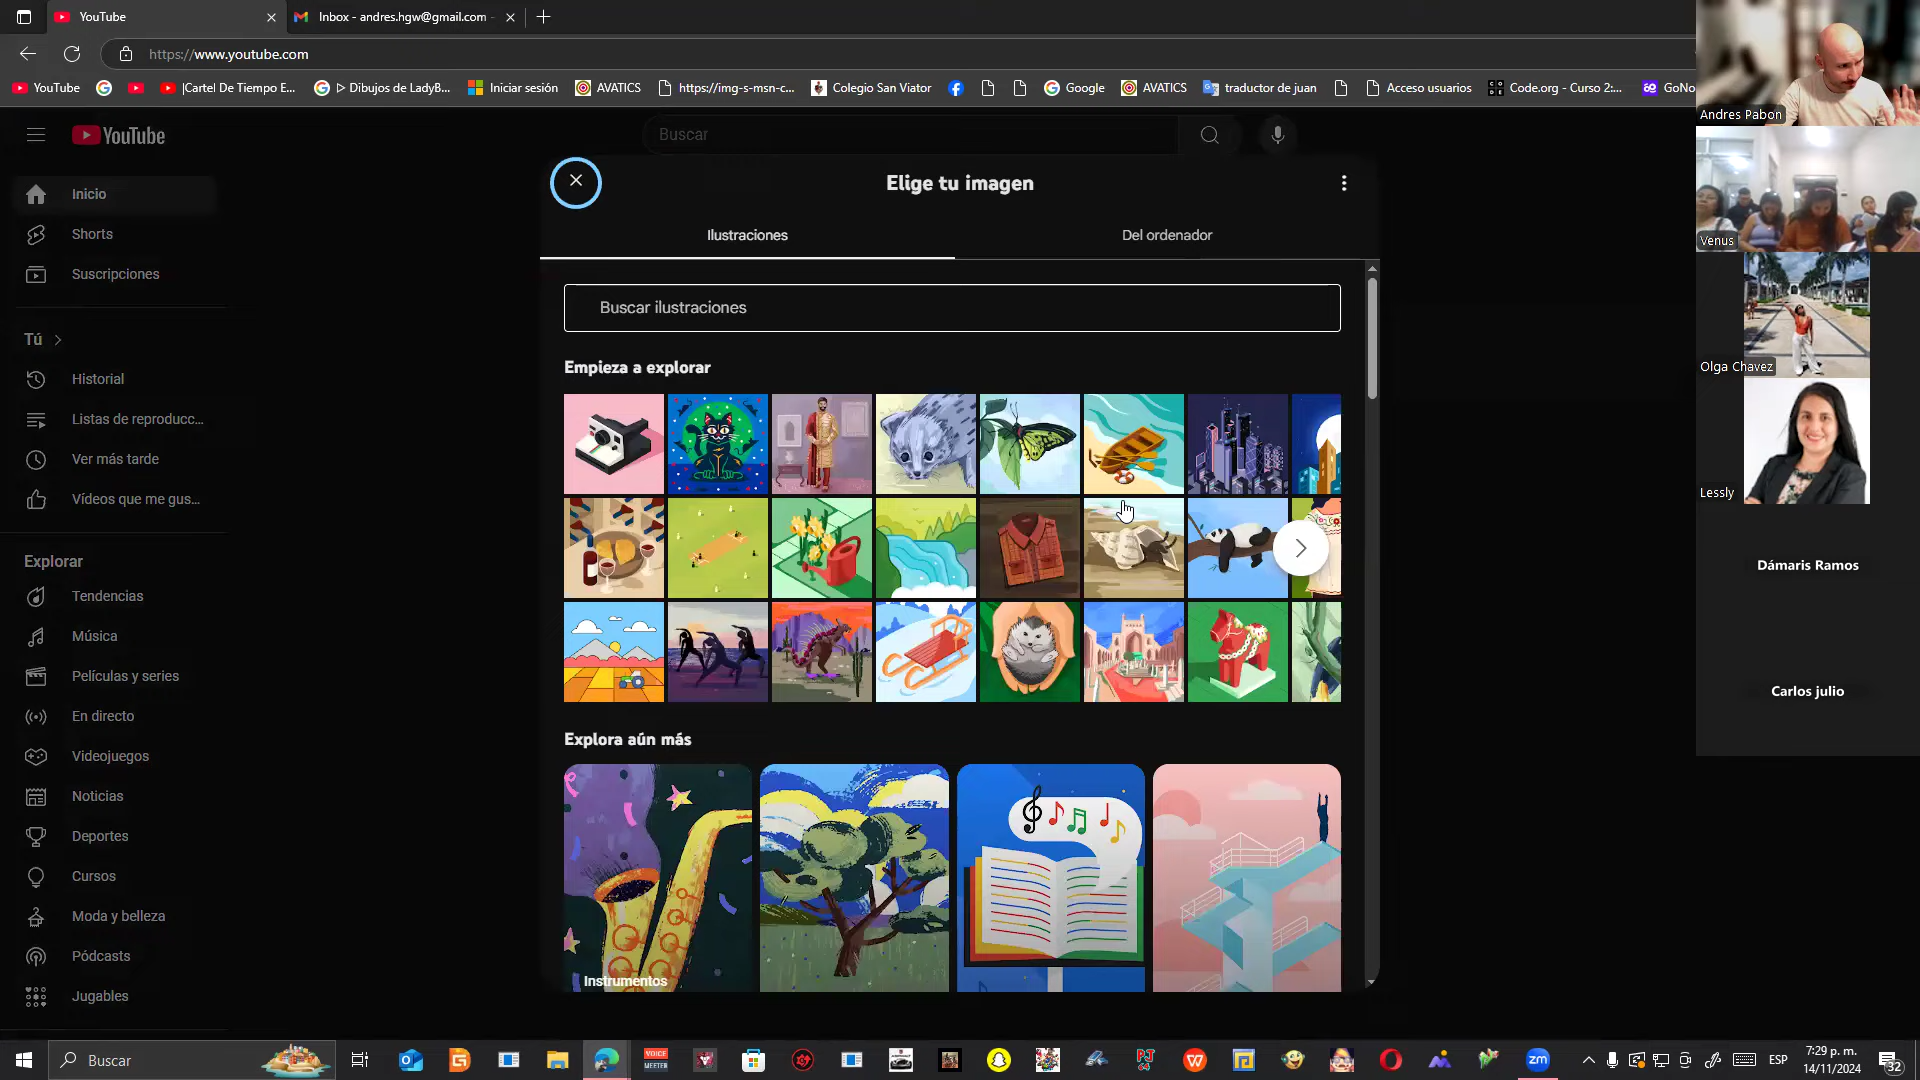 YouTube
Inbox - andres.hgw@gmail.com -
https://www.youtube.com
YouTube
|Cartel De Tiempo E...
▷ Dibujos de LadyB...
Iniciar sesión
AVATICS
https://img-s-msn-c...
Colegio San Viator
Google
AVATICS
traductor de juan
Acceso usuarios
Code.org - Curso 2:...
GoNo
YouTube
Buscar
Inicio
Shorts
Suscripciones
Tú
Historial
Listas de reproducc...
Ver más tarde
Vídeos que me gus...
Explorar
Tendencias
Música
Películas y series
En directo
Videojuegos
Noticias
Deportes
Cursos
Moda y belleza
Pódcasts
Jugables
Elige tu imagen
Ilustraciones
Del ordenador
Buscar ilustraciones
Empieza a explorar
Explora aún más
Instrumentos
Andres Pabon
Venus
Olga Chavez
Lessly
Dámaris Ramos
Carlos julio
Buscar
VOICE
MEETER
zm
ESP
7:29 p. m.
14/11/2024
32